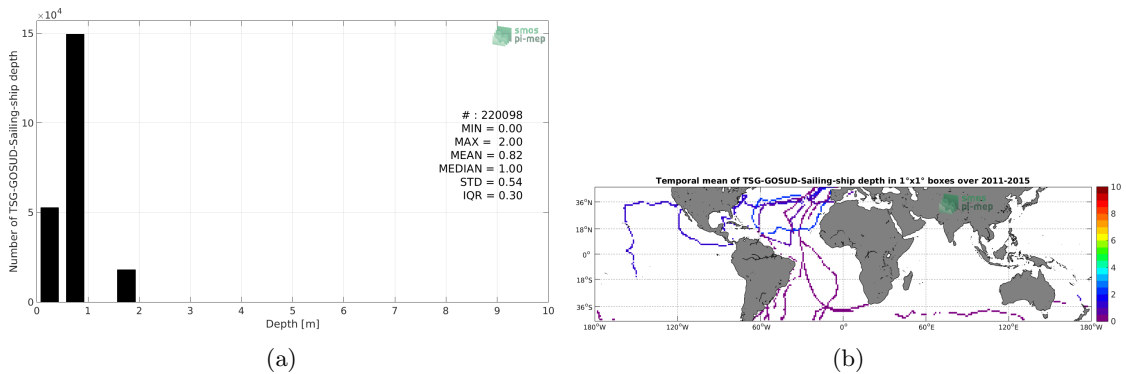 ×10⁴
15
10
5
0
Number of TSG-GOSUD-Sailing-ship depth
smos
pi-mep
# : 220098
MIN = 0.00
MAX = 2.00
MEAN = 0.82
MEDIAN = 1.00
STD = 0.54
IQR = 0.30
0 1 2 3 4 5 6 7 8 9 10
Depth [m]
(a)
Temporal mean of TSG-GOSUD-Sailing-ship depth in 1°x1° boxes over 2011-2015
smos
pi-mep
36°N
18°N
0°
18°S
36°S
180°W 120°W 60°W 0° 60°E 120°E 180°W
10
8
6
4
2
0
(b)